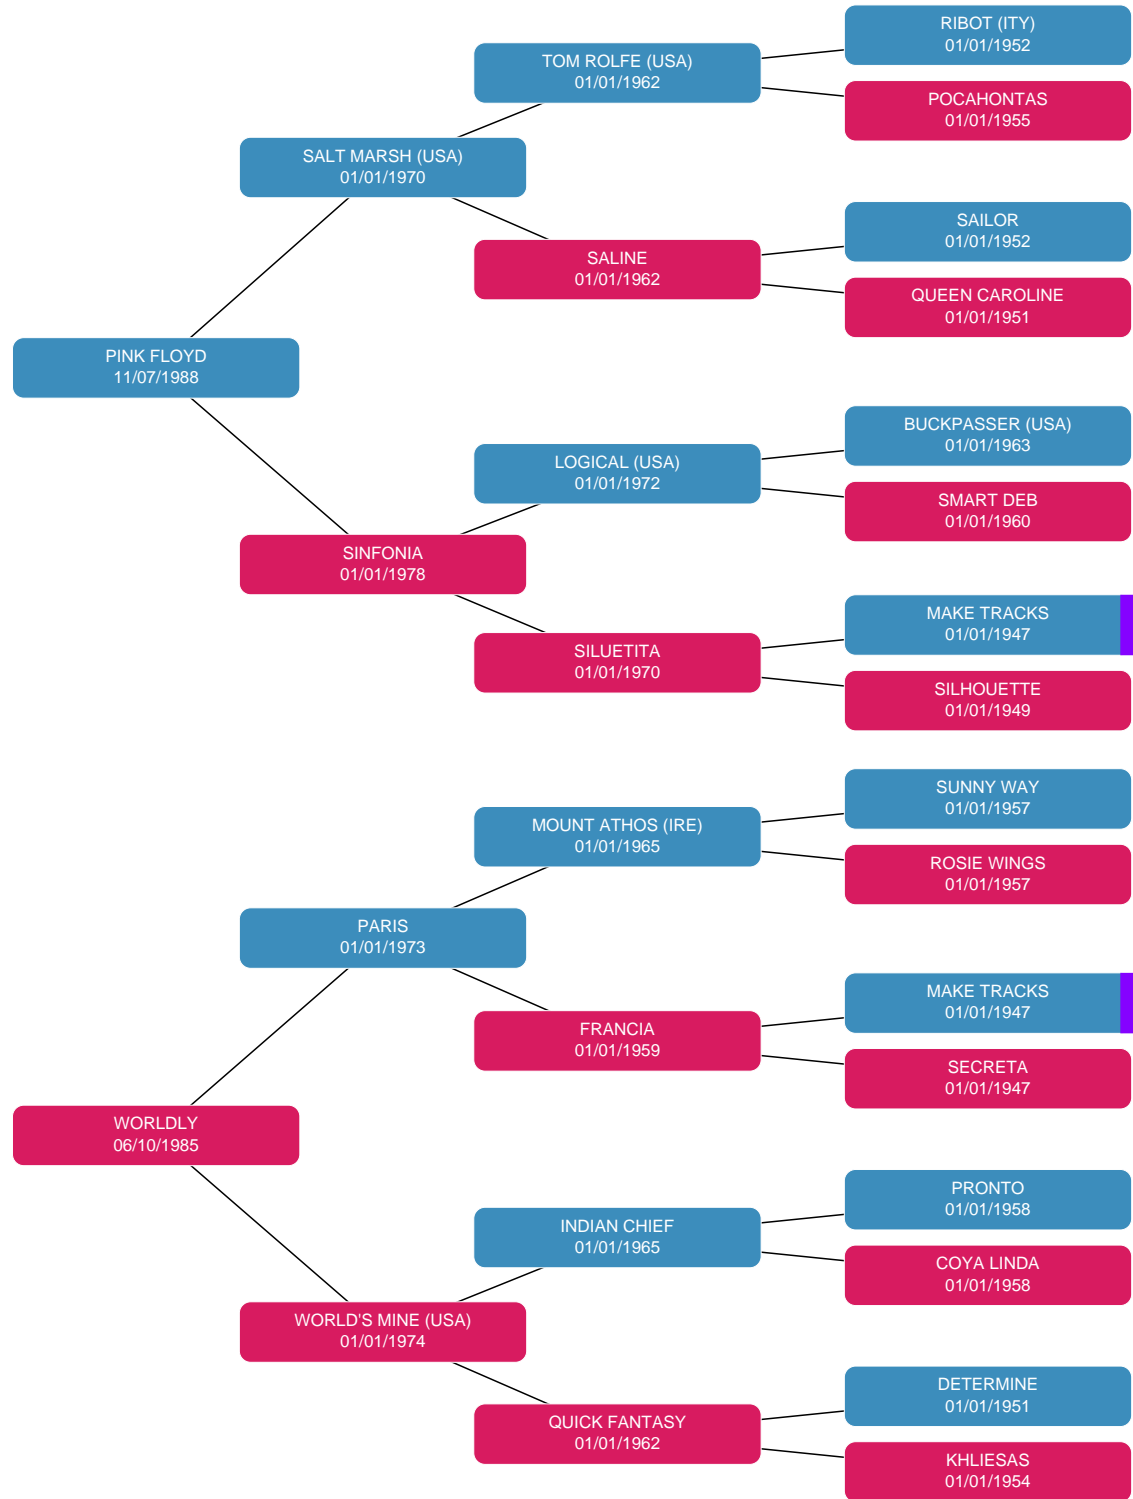 RIBOT (ITY)
01/01/1952
TOM ROLFE (USA)
01/01/1962
POCAHONTAS
01/01/1955
SALT MARSH (USA)
01/01/1970
SAILOR
01/01/1952
SALINE
01/01/1962
QUEEN CAROLINE
01/01/1951
PINK FLOYD
11/07/1988
BUCKPASSER (USA)
01/01/1963
LOGICAL (USA)
01/01/1972
SMART DEB
01/01/1960
SINFONIA
01/01/1978
MAKE TRACKS
01/01/1947
SILUETITA
01/01/1970
SILHOUETTE
01/01/1949
SUNNY WAY
01/01/1957
MOUNT ATHOS (IRE)
01/01/1965
ROSIE WINGS
01/01/1957
PARIS
01/01/1973
MAKE TRACKS
01/01/1947
FRANCIA
01/01/1959
SECRETA
01/01/1947
WORLDLY
06/10/1985
PRONTO
01/01/1958
INDIAN CHIEF
01/01/1965
COYA LINDA
01/01/1958
WORLD'S MINE (USA)
01/01/1974
DETERMINE
01/01/1951
QUICK FANTASY
01/01/1962
KHLIESAS
01/01/1954